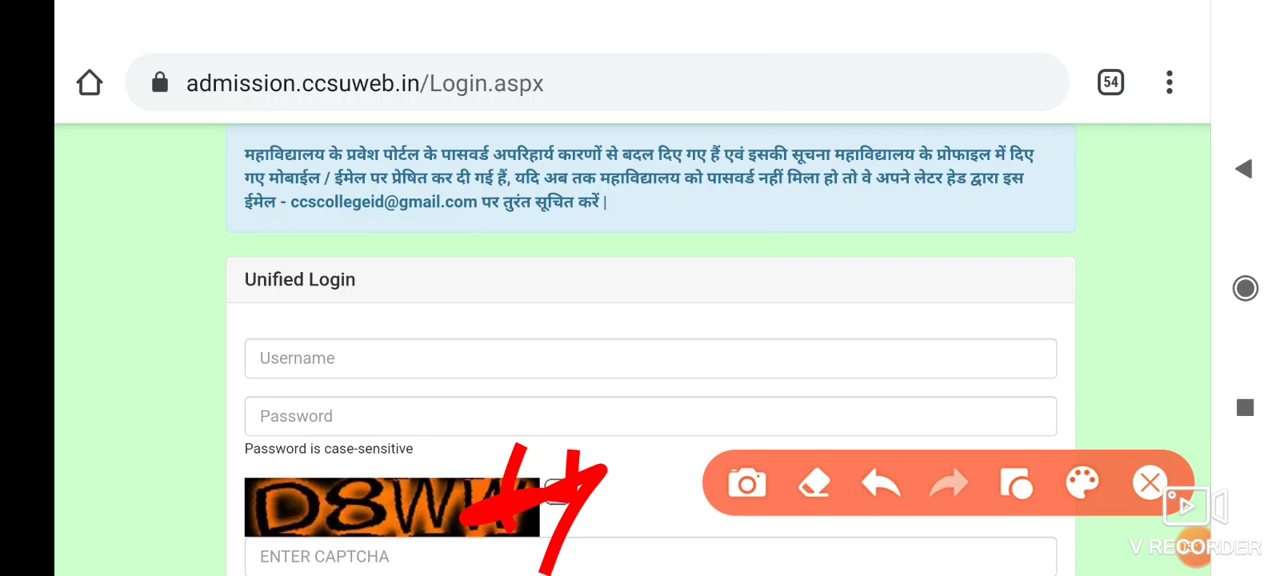 admission.ccsuweb.in/Login.aspx
54
महाविद्यालय के प्रवेश पोर्टल के पासवर्ड अपरिहार्य कारणों से बदल दिए गए हैं एवं इसकी सूचना महाविद्यालय के प्रोफाइल में दिए
गए मोबाईल / ईमेल पर प्रेषित कर दी गई हैं, यदि अब तक महाविद्यालय को पासवर्ड नहीं मिला हो तो वे अपने लेटर हेड द्वारा इस
ईमेल - ccscollegeid@gmail.com पर तुरंत सूचित करें |
Unified Login
Username
Password
Password is case-sensitive
ENTER CAPTCHA
V RECORDER